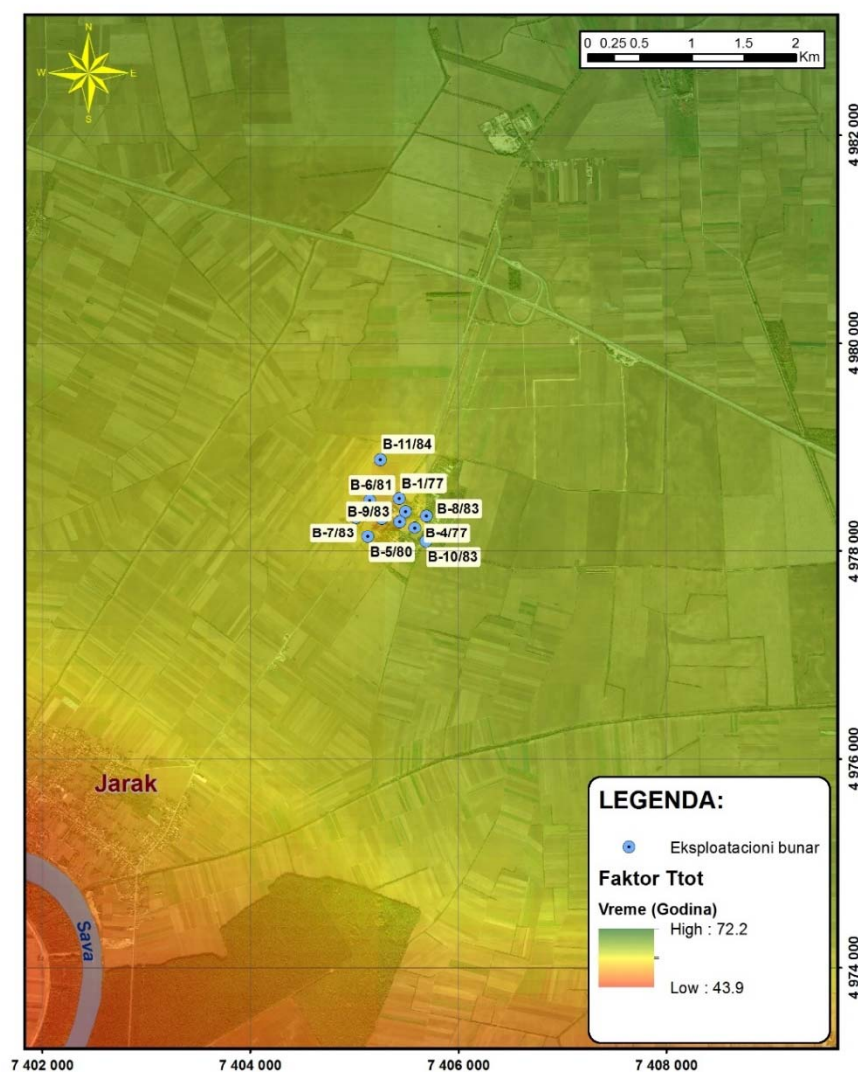 N
W E
S
0 0.25 0.5 1 1.5 2
Km
4 982 000
4 980 000
B-11/84
B-6/81 B-1/77
B-9/83 B-8/83
B-7/83 B-4/77
B-5/80 B-10/83
4 978 000
4 976 000
Jarak
Sava
LEGENDA:
Eksploatacioni bunar
Faktor Ttot
Vreme (Godina)
High : 72.2
Low : 43.9
4 974 000
7 402 000 7 404 000 7 406 000 7 408 000